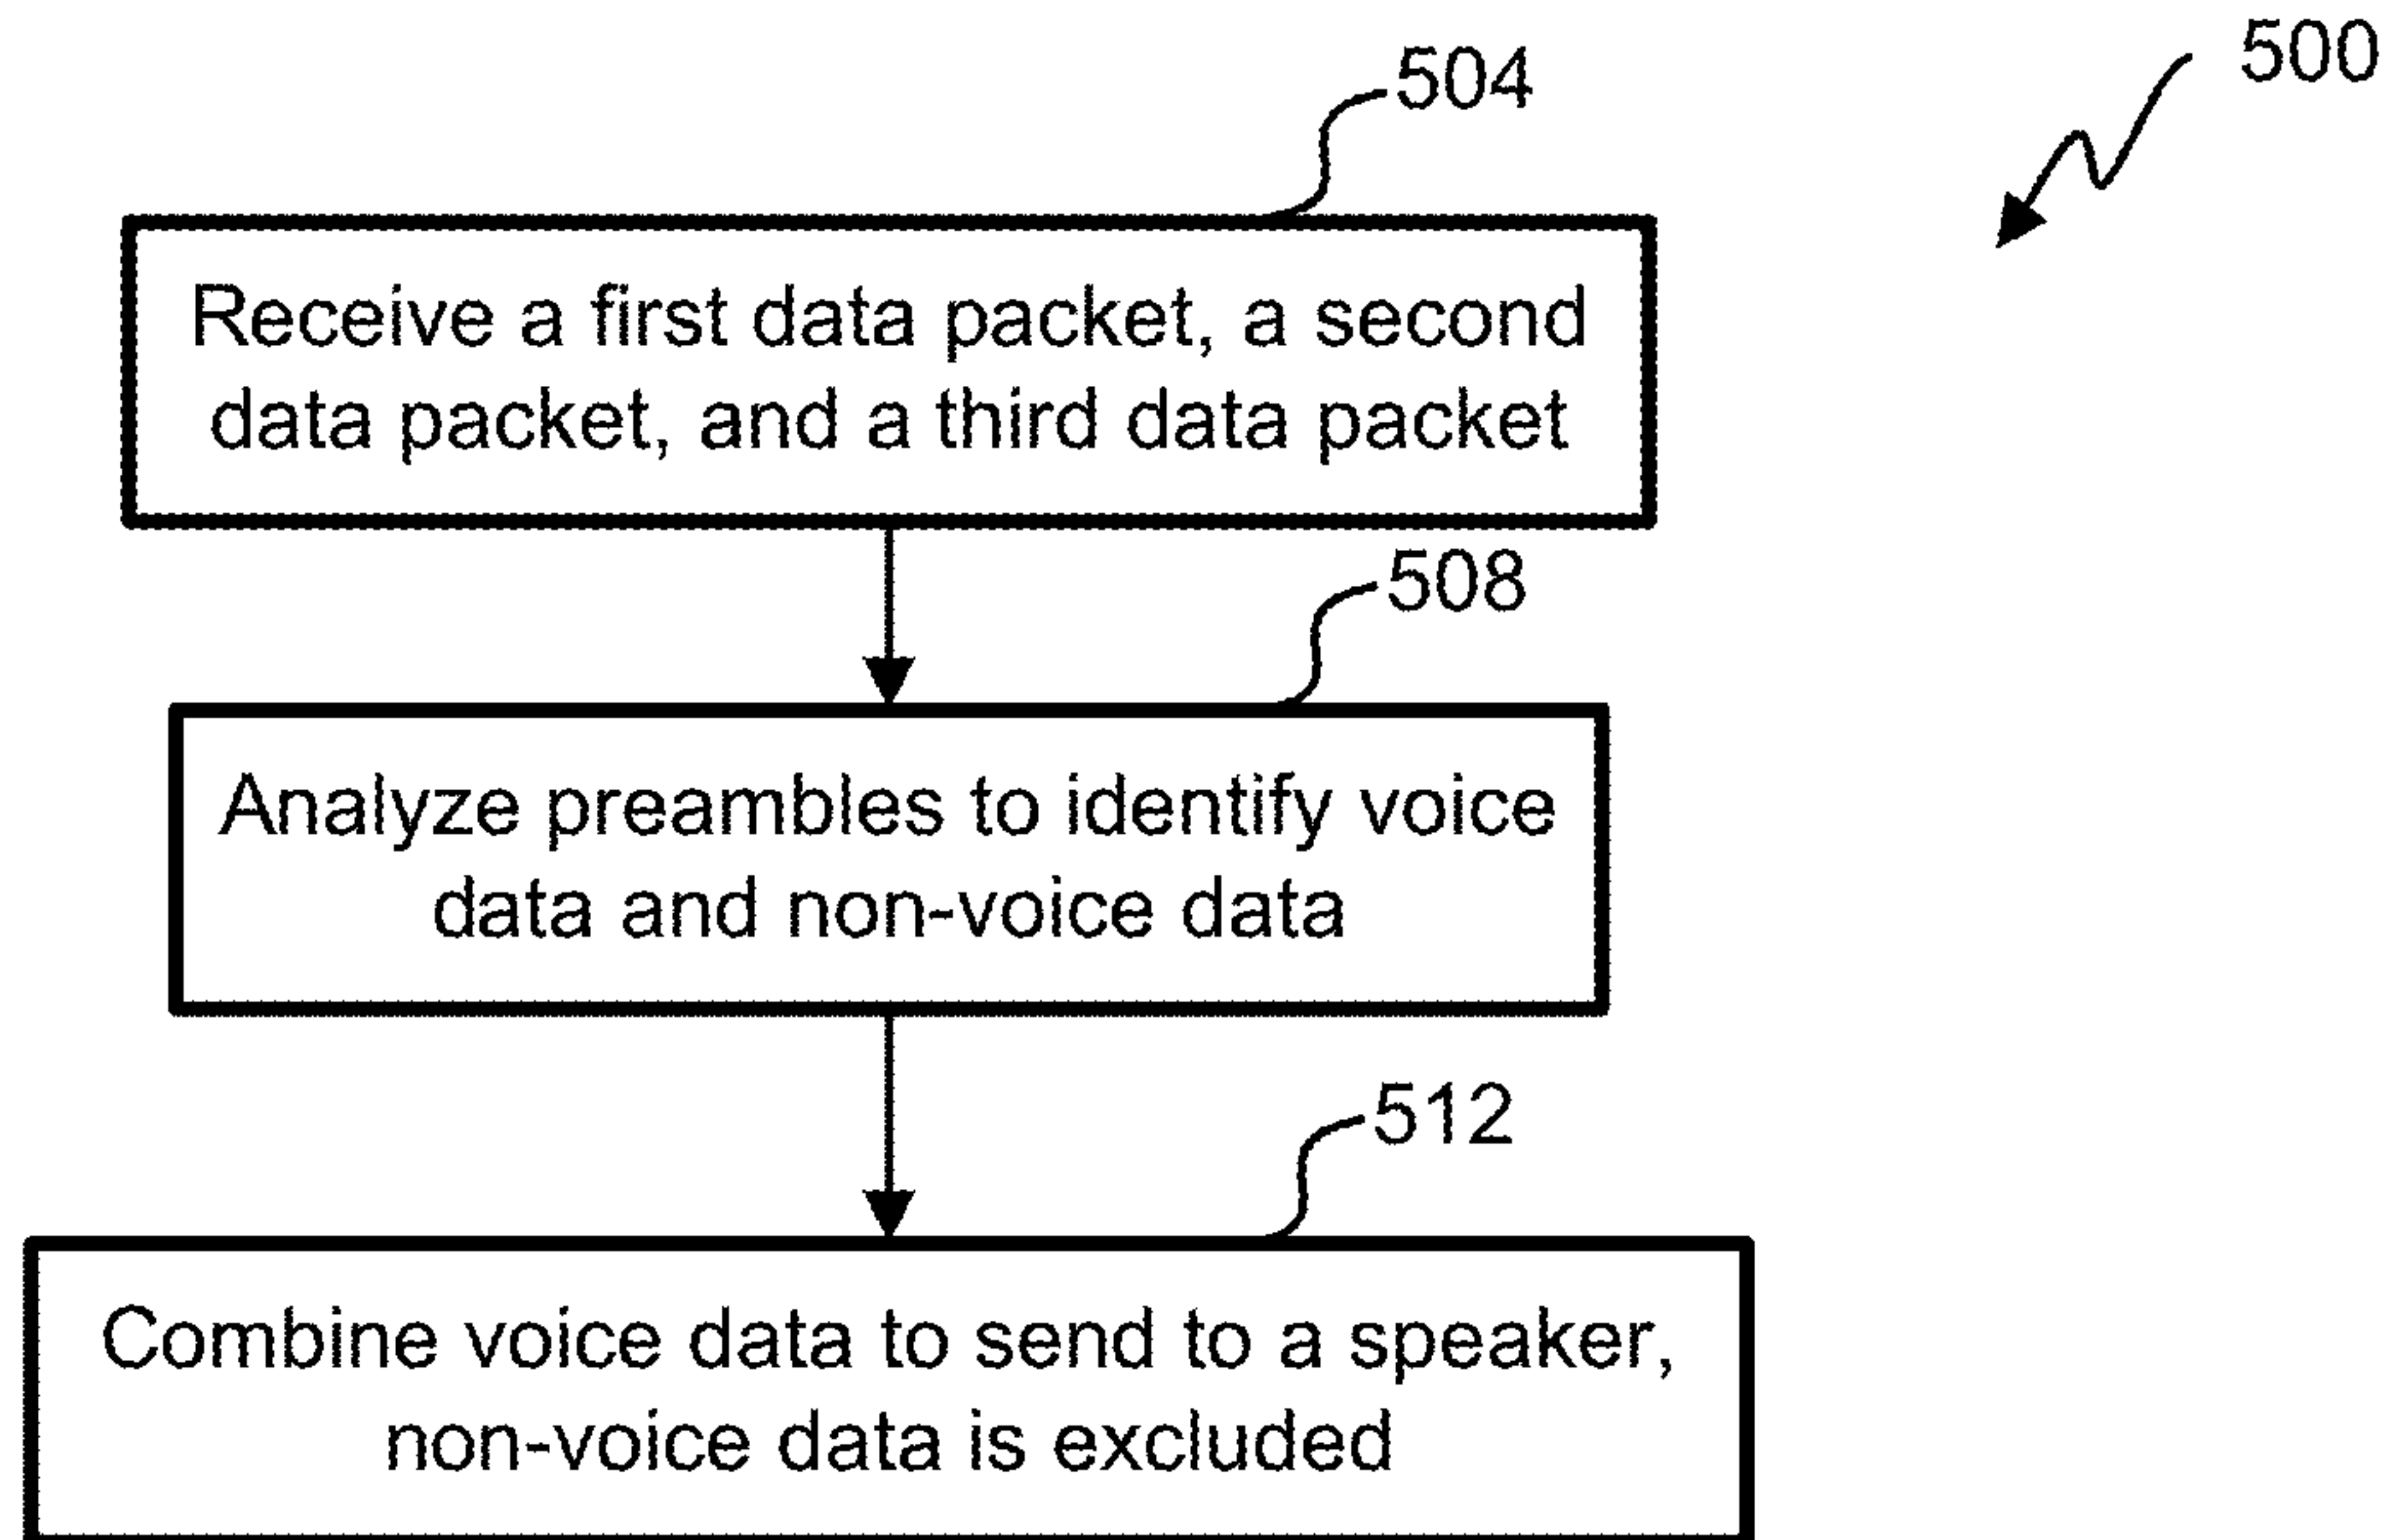 500
504
Receive a first data packet, a second
data packet, and a third data packet
508
Analyze preambles to identify voice
data and non-voice data
512
Combine voice data to send to a speaker,
non-voice data is excluded